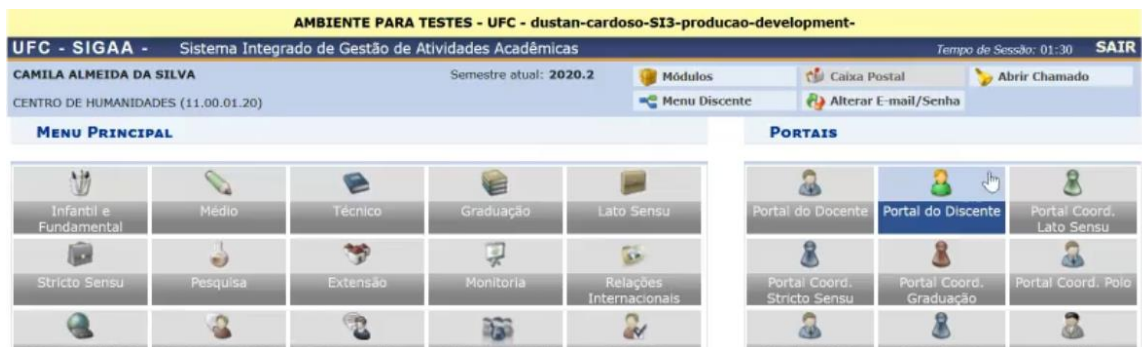 AMBIENTE PARA TESTES - UFC - dustan-cardoso-SI3-producao-development-
UFC - SIGAA - Sistema Integrado de Gestão de Atividades Acadêmicas Tempo de Sessão: 01:30 SAIR
CAMILA ALMEIDA DA SILVA Semestre atual: 2020.2 Módulos Caixa Postal Abrir Chamado
CENTRO DE HUMANIDADES (11.00.01.20) Menu Discente Alterar E-mail/Senha
MENU PRINCIPAL
Infantil e Fundamental
Médio
Técnico
Graduação
Lato Sensu
Stricto Sensu
Pesquisa
Extensão
Monitoria
Relações Internacionais
PORTAIS
Portal do Docente
Portal do Discente
Portal Coord. Lato Sensu
Portal Coord. Stricto Sensu
Portal Coord. Graduação
Portal Coord. Polo